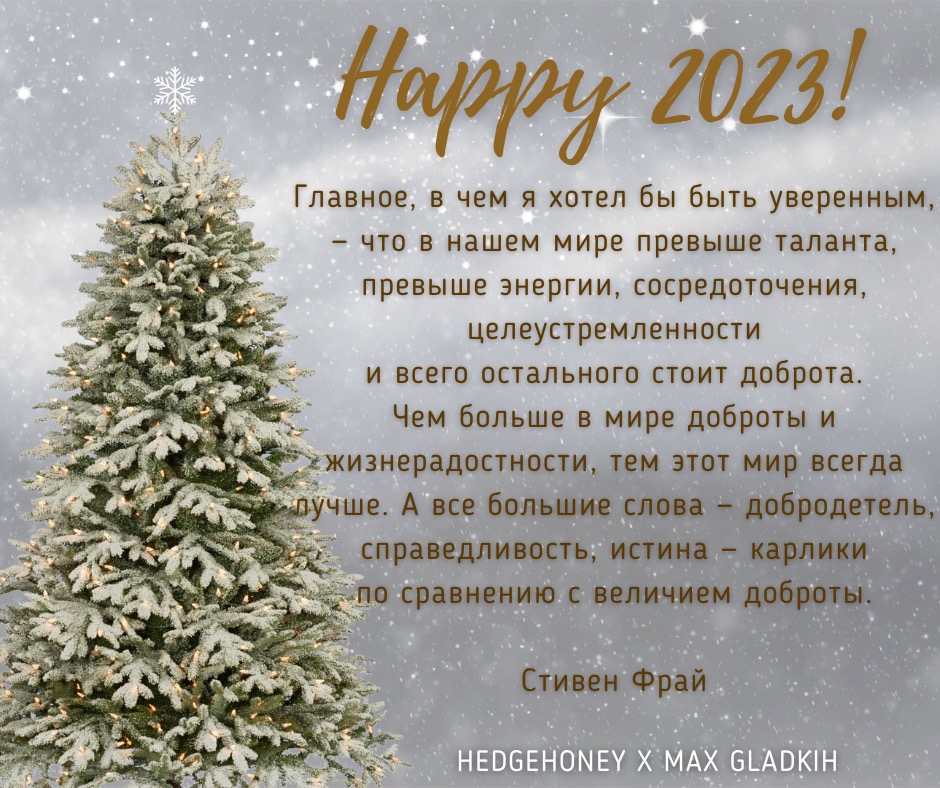 Happy 2023!
Главное, в чем я хотел бы быть уверенным,
– что в нашем мире превыше таланта,
превыше энергии, сосредоточения,
целеустремленности
и всего остального стоит доброта.
Чем больше в мире доброты и
жизнерадостности, тем этот мир всегда
лучше. А все большие слова – добродетель,
справедливость, истина – карлики
по сравнению с величием доброты.
Стивен Фрай
HEDGEHONEY X MAX GLADKIH